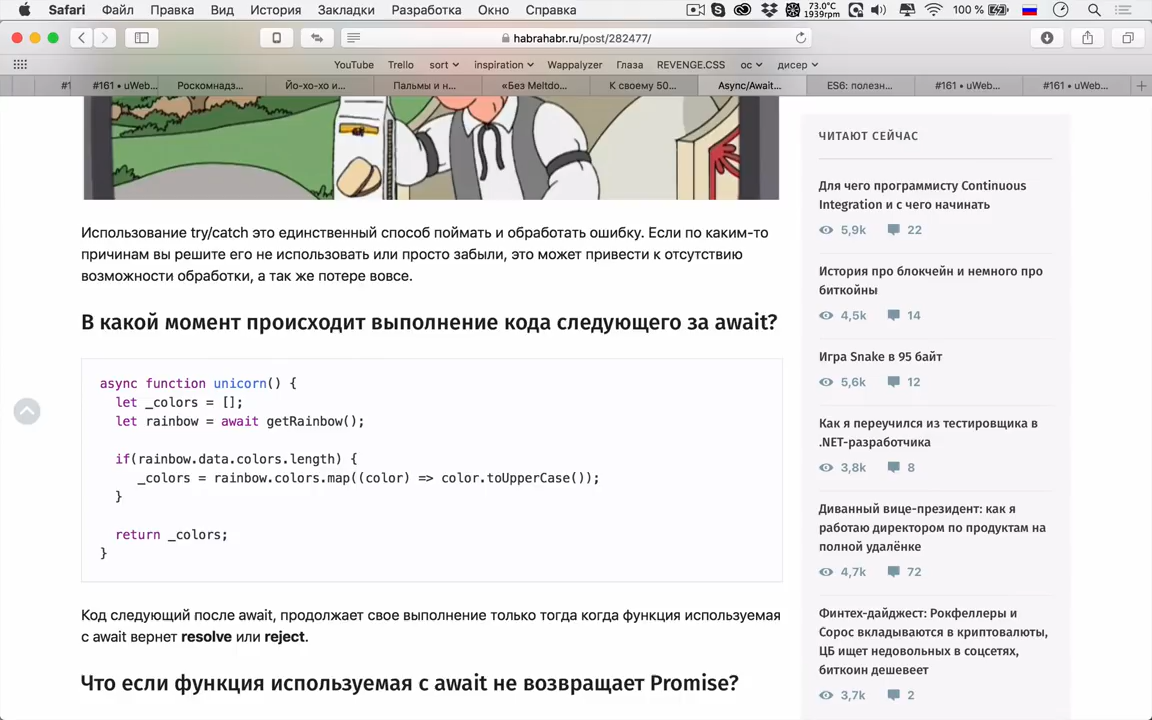 Safari Файл Правка Вид История Закладки Разработка Окно Справка 73.0°C 1939rpm 100 %
habrahabr.ru/post/282477/
YouTube Trello sort inspiration Wappalyzer Глаза REVENGE.CSS ос дисер
#1 #161 • uWeb... Роскомнадз... Йо-хо-хо и... Пальмы и н... «Без Meltdo... К своему 50... Async/Await... ES6: полезн... #161 • uWeb... #161 • uWeb...
Использование try/catch это единственный способ поймать и обработать ошибку. Если по каким-то
причинам вы решите его не использовать или просто забыли, это может привести к отсутствию
возможности обработки, а так же потере вовсе.
В какой момент происходит выполнение кода следующего за await?
async function unicorn() {
let _colors = [];
let rainbow = await getRainbow();
if(rainbow.data.colors.length) {
_colors = rainbow.colors.map((color) => color.toUpperCase());
}
return _colors;
}
Код следующий после await, продолжает свое выполнение только тогда когда функция используемая
с await вернет resolve или reject.
Что если функция используемая с await не возвращает Promise?
ЧИТАЮТ СЕЙЧАС
Для чего программисту Continuous
Integration и с чего начинать
5,9k 22
История про блокчейн и немного про
биткойны
4,5k 14
Игра Snake в 95 байт
5,6k 12
Как я переучился из тестировщика в
.NET-разработчика
3,8k 8
Диванный вице-президент: как я
работаю директором по продуктам на
полной удалёнке
4,7k 72
Финтех-дайджест: Рокфеллеры и
Сорос вкладываются в криптовалюты,
ЦБ ищет недовольных в соцсетях,
биткоин дешевеет
3,7k 2